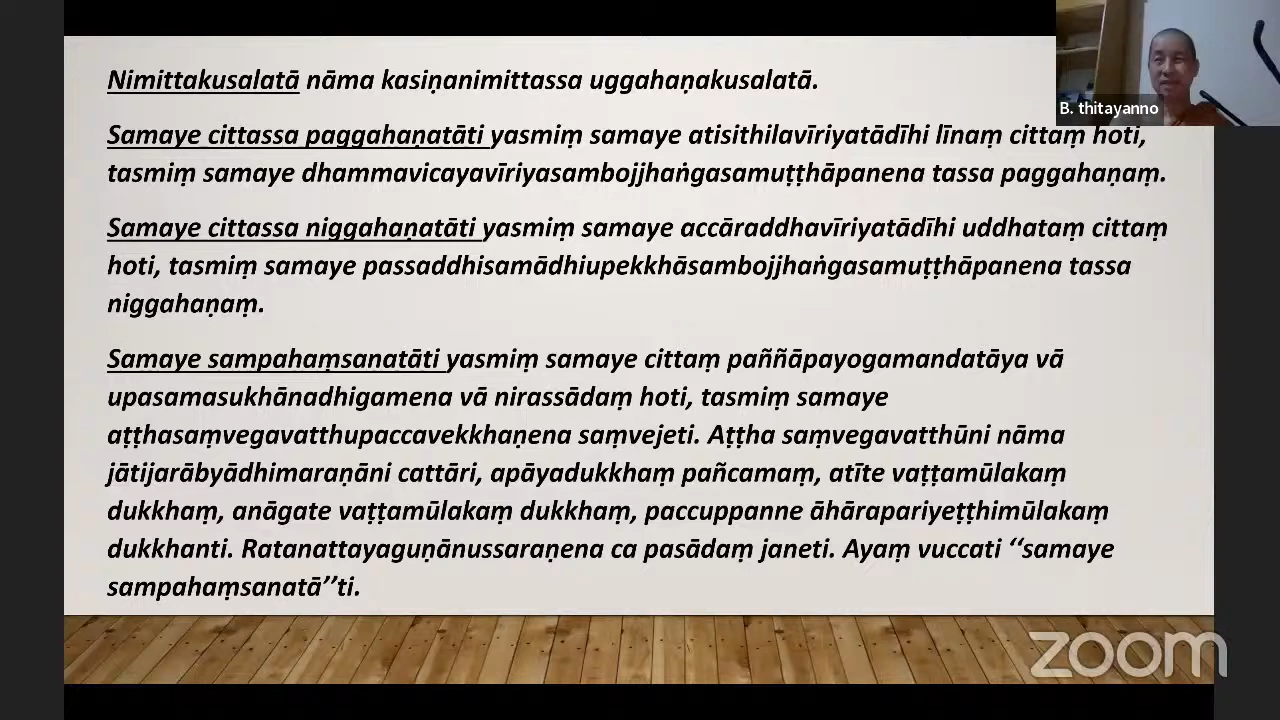 Nimittakusalatā nāma kasiṇanimittassa uggahaṇakusalatā.
B. thitayanno
Samaye cittassa paggahaṇatāti yasmiṃ samaye atisithilavīriyatādīhi līnaṃ cittaṃ hoti,
tasmiṃ samaye dhammavicayavīriyasambojjhaṅgasamuṭṭhāpanena tassa paggahaṇaṃ.
Samaye cittassa niggahaṇatāti yasmiṃ samaye accāraddhavīriyatādīhi uddhataṃ cittaṃ
hoti, tasmiṃ samaye passaddhisamādhiupekkhāsambojjhaṅgasamuṭṭhāpanena tassa
niggahaṇaṃ.
Samaye sampahaṃsanatāti yasmiṃ samaye cittaṃ paññāpayogamandatāya vā
upasamasukhānadhigamena vā nirassādaṃ hoti, tasmiṃ samaye
aṭṭhasaṃvegavatthupaccavekkhaṇena saṃvejeti. Aṭṭha saṃvegavatthūni nāma
jātijarābyādhimaraṇāni cattāri, apāyadukkhaṃ pañcamaṃ, atīte vaṭṭamūlakaṃ
dukkhaṃ, anāgate vaṭṭamūlakaṃ dukkhaṃ, paccuppanne āhārapariyeṭṭhimūlakaṃ
dukkhanti. Ratanattayaguṇānussaraṇena ca pasādaṃ janeti. Ayaṃ vuccati ‘‘samaye
sampahaṃsanatā’’ti.
zoom